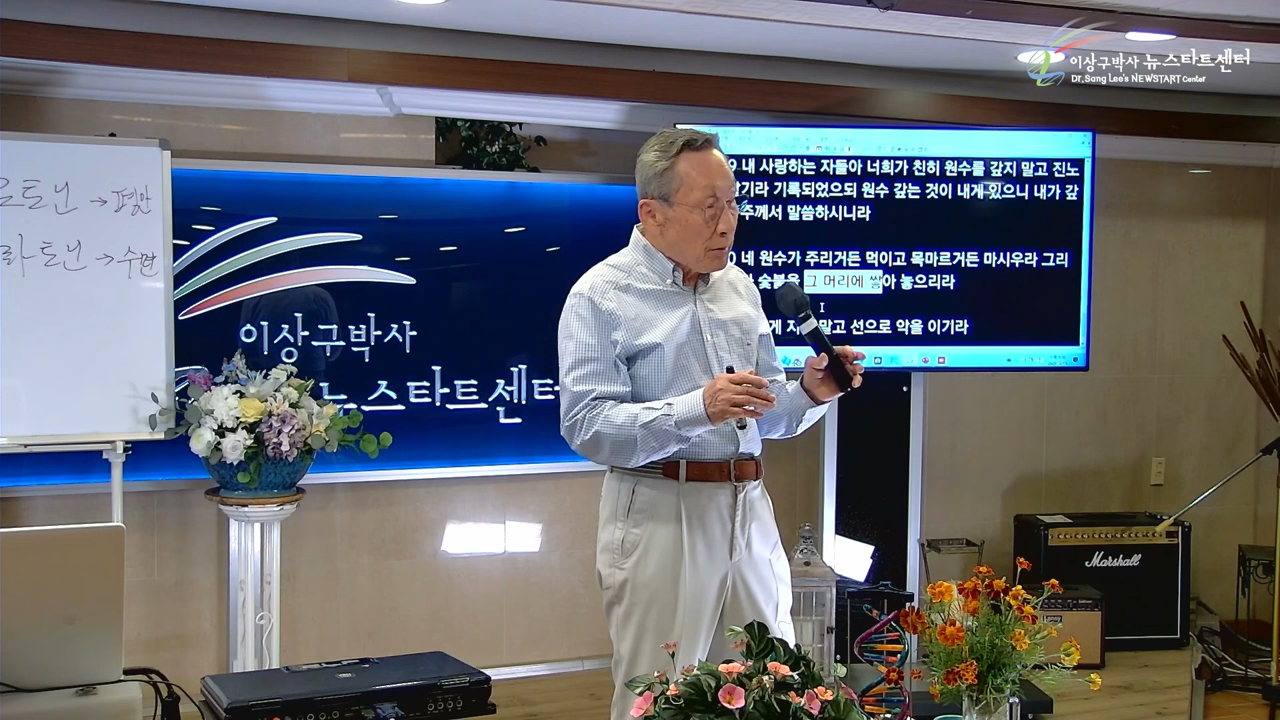 이상구박사 뉴스타트센터
Dr. Sang Lee's NEWSTART Center
토닌 → 평안
토닌 → 수면
이상구박사
뉴스타트센터
9 내 사랑하는 자들아 너희가 친히 원수를 갚지 말고 진노
기라 기록되었으되 원수 갚는 것이 내게 있으니 내가 갚
주께서 말씀하시니라
0 네 원수가 주리거든 먹이고 목마르거든 마시우라 그리
숯불을 그 머리에 쌓아 놓으리라
말고 선으로 악을 이기라
Marshall